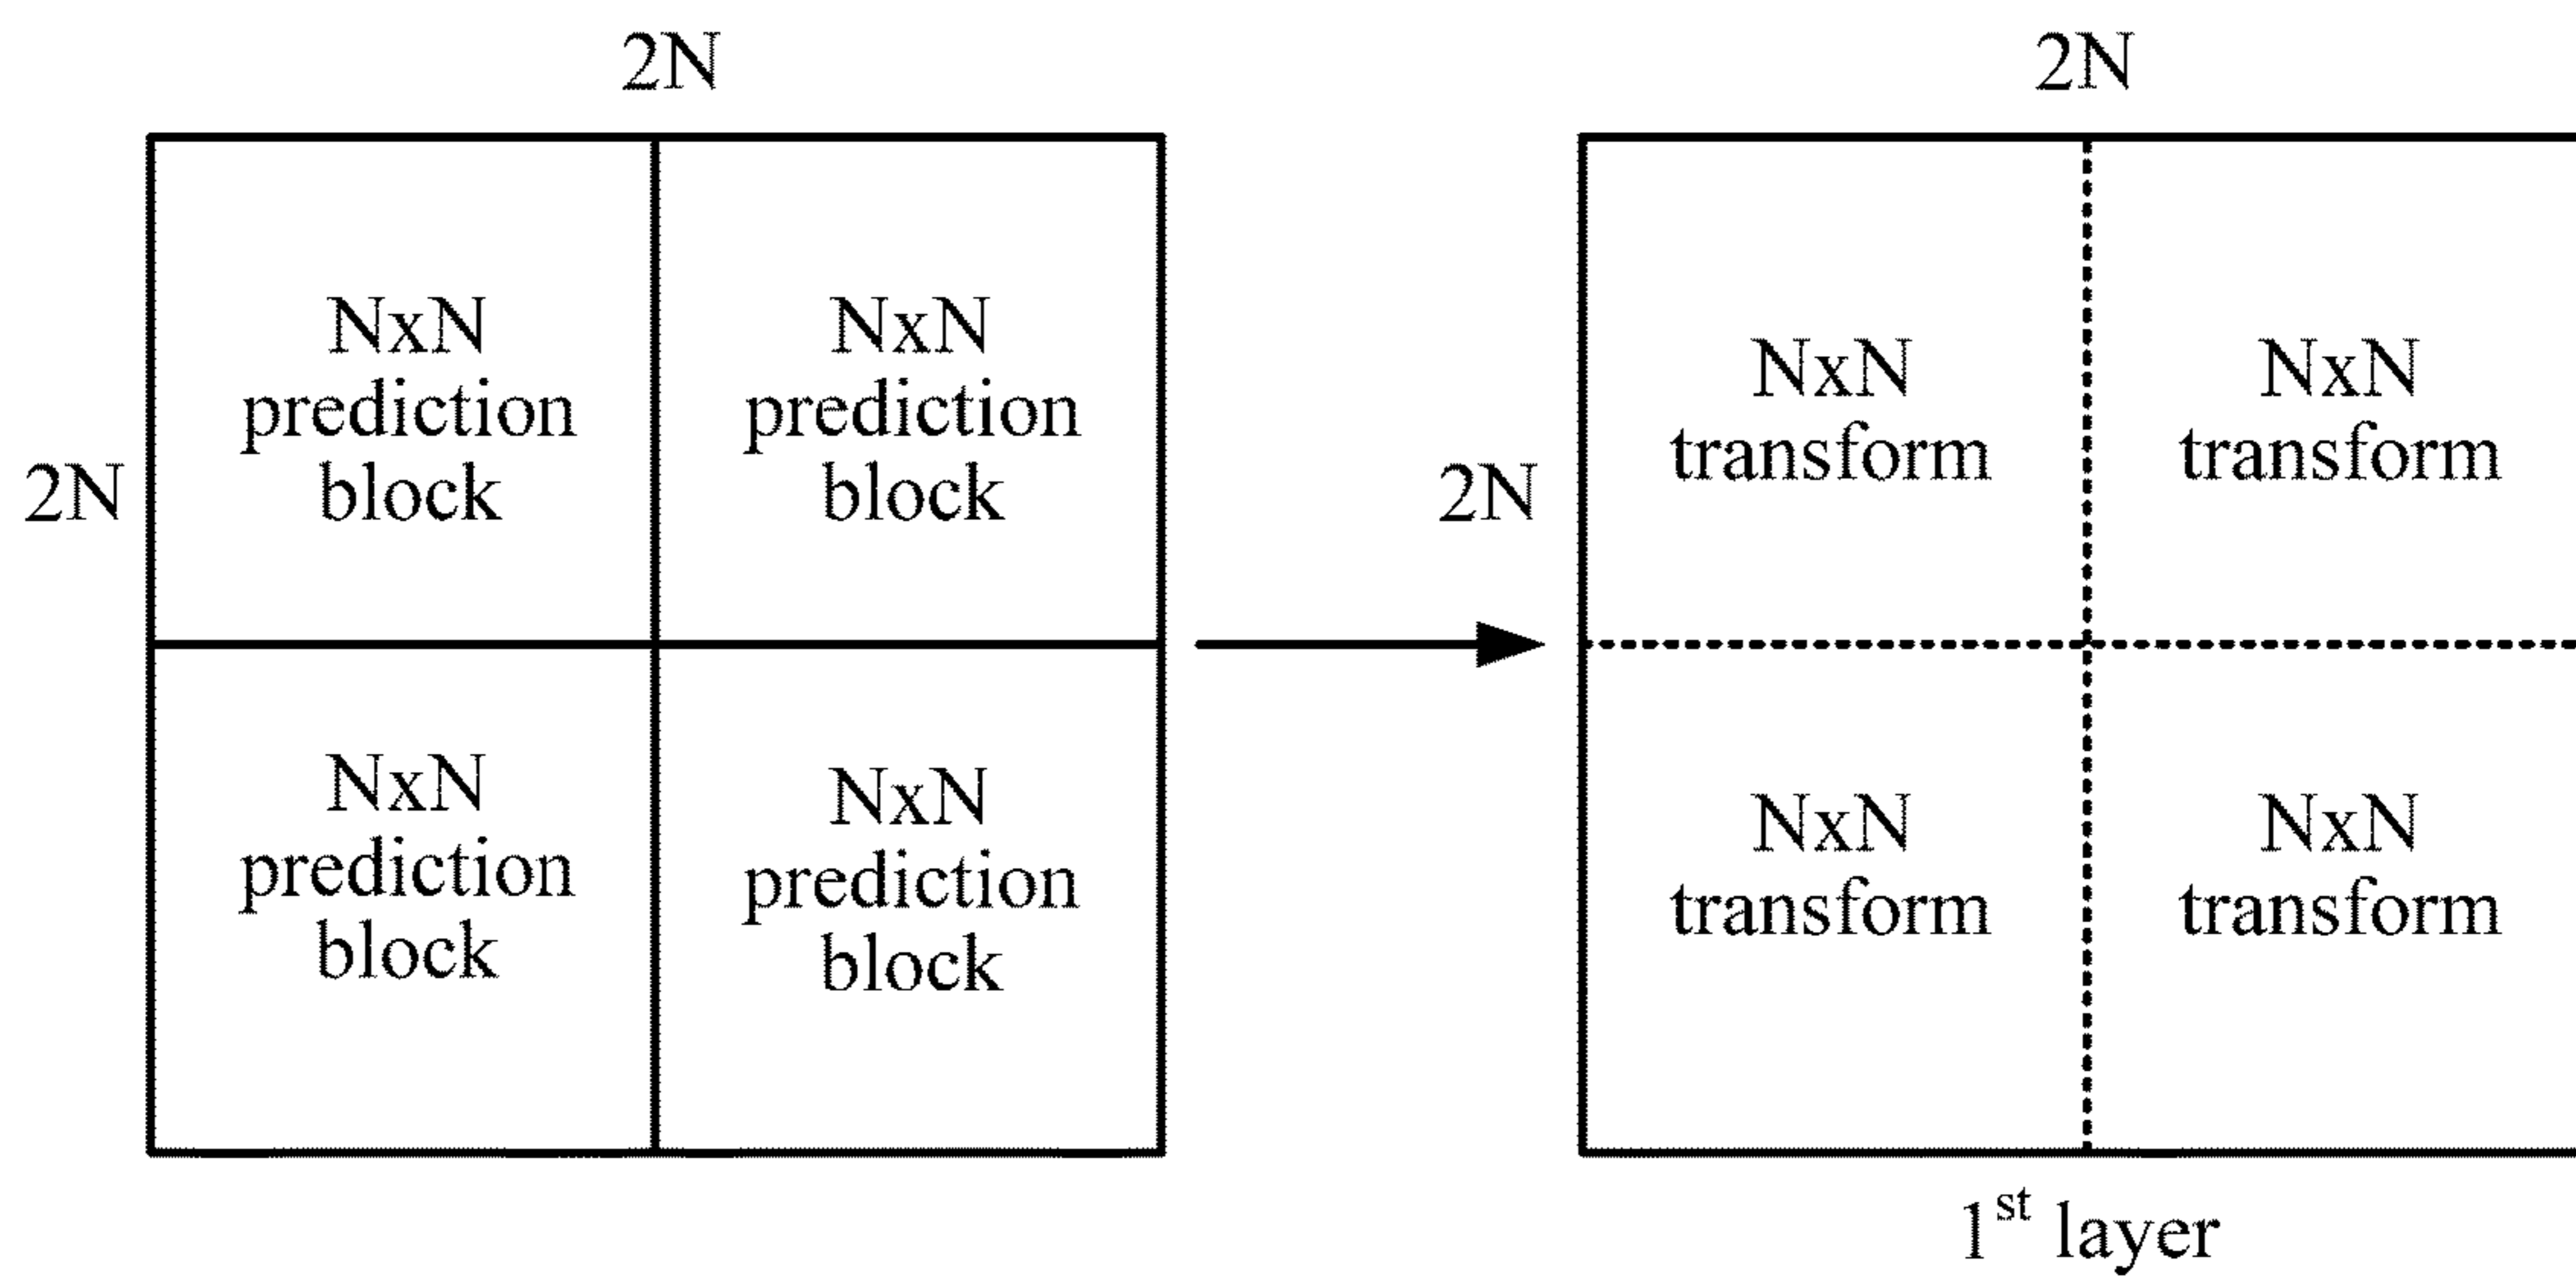 2N
2N
NxN
prediction
block
NxN
prediction
block
2N
NxN
prediction
block
NxN
prediction
block
2N
NxN
transform
NxN
transform
NxN
transform
NxN
transform
1st layer